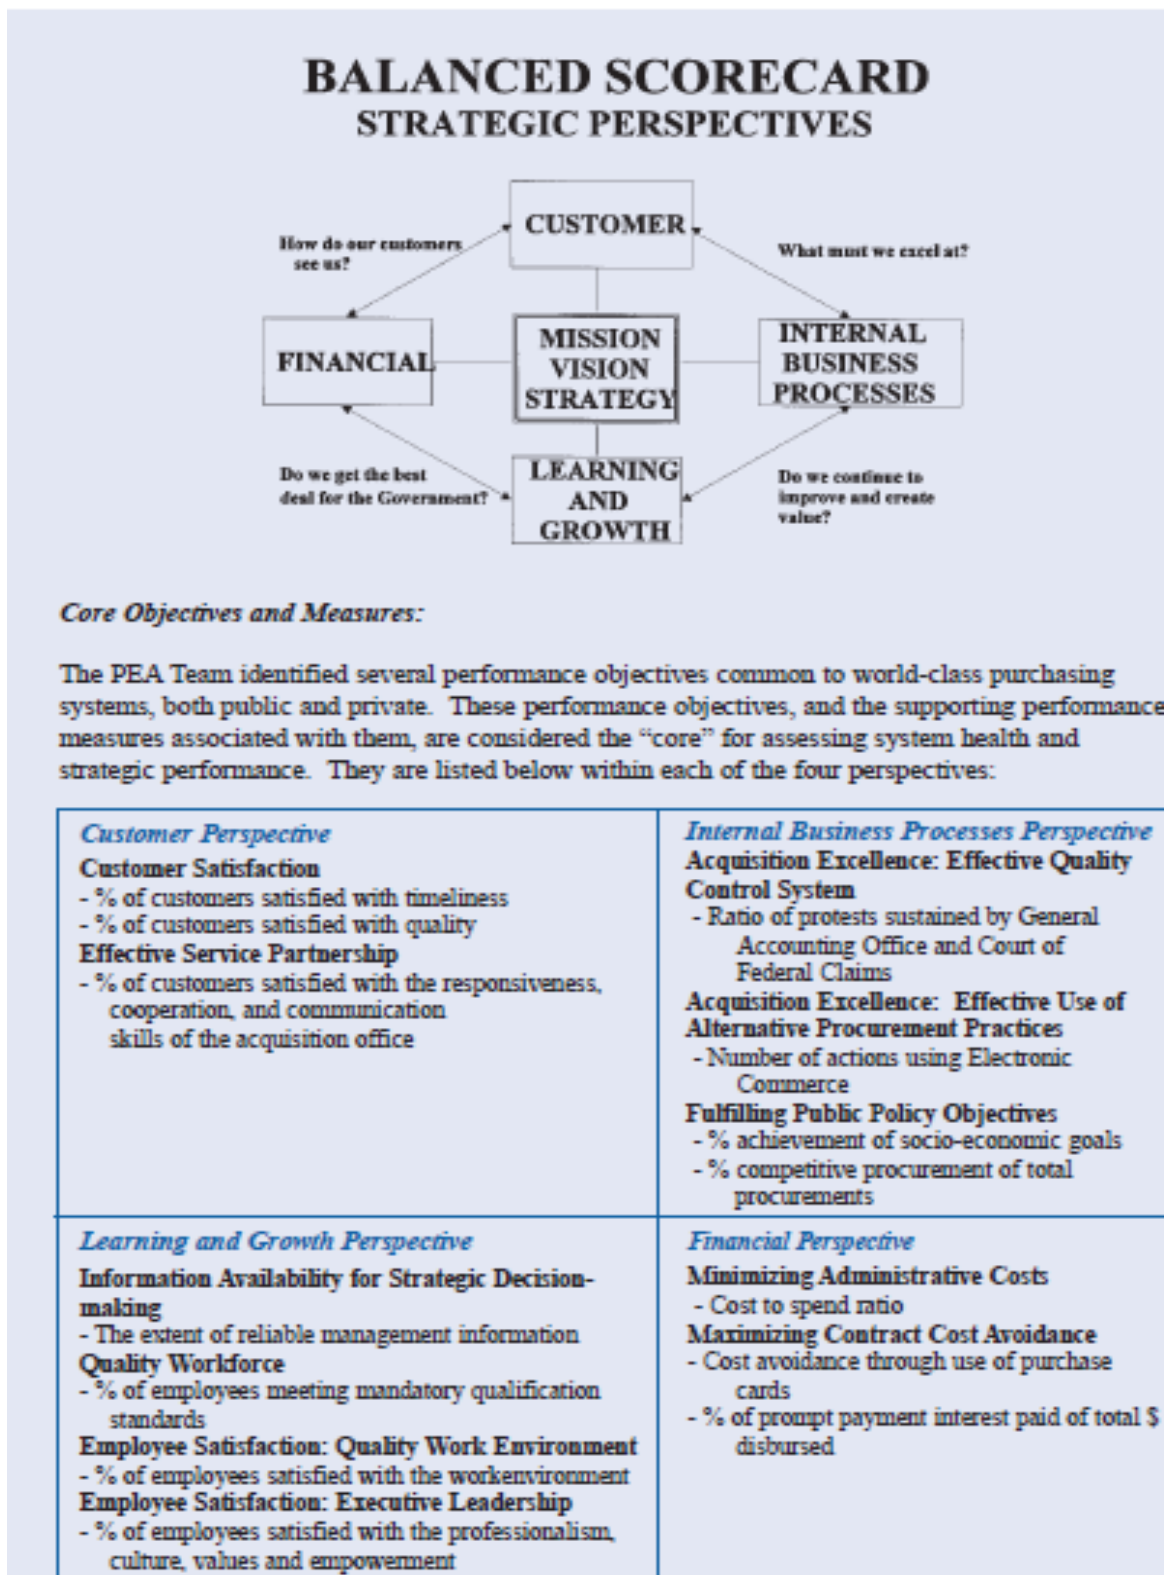 BALANCED SCORECARD
STRATEGIC PERSPECTIVES
CUSTOMER
How do our customers
see us?
What must we excel at?
FINANCIAL
MISSION
VISION
STRATEGY
INTERNAL
BUSINESS
PROCESSES
Do we get the best
deal for the Government?
LEARNING
AND
GROWTH
Do we continue to
improve and create
value?
Core Objectives and Measures:
The PEA Team identified several performance objectives common to world-class purchasing
systems, both public and private. These performance objectives, and the supporting performance
measures associated with them, are considered the “core” for assessing system health and
strategic performance. They are listed below within each of the four perspectives:
Customer Perspective
Customer Satisfaction
- % of customers satisfied with timeliness
- % of customers satisfied with quality
Effective Service Partnership
- % of customers satisfied with the responsiveness,
cooperation, and communication
skills of the acquisition office
Internal Business Processes Perspective
Acquisition Excellence: Effective Quality
Control System
- Ratio of protests sustained by General
Accounting Office and Court of
Federal Claims
Acquisition Excellence: Effective Use of
Alternative Procurement Practices
- Number of actions using Electronic
Commerce
Fulfilling Public Policy Objectives
- % achievement of socio-economic goals
- % competitive procurement of total
procurements
Learning and Growth Perspective
Information Availability for Strategic Decision-
making
- The extent of reliable management information
Quality Workforce
- % of employees meeting mandatory qualification
standards
Employee Satisfaction: Quality Work Environment
- % of employees satisfied with the workenvironment
Employee Satisfaction: Executive Leadership
- % of employees satisfied with the professionalism,
culture, values and empowerment
Financial Perspective
Minimizing Administrative Costs
- Cost to spend ratio
Maximizing Contract Cost Avoidance
- Cost avoidance through use of purchase
cards
- % of prompt payment interest paid of total $
disbursed